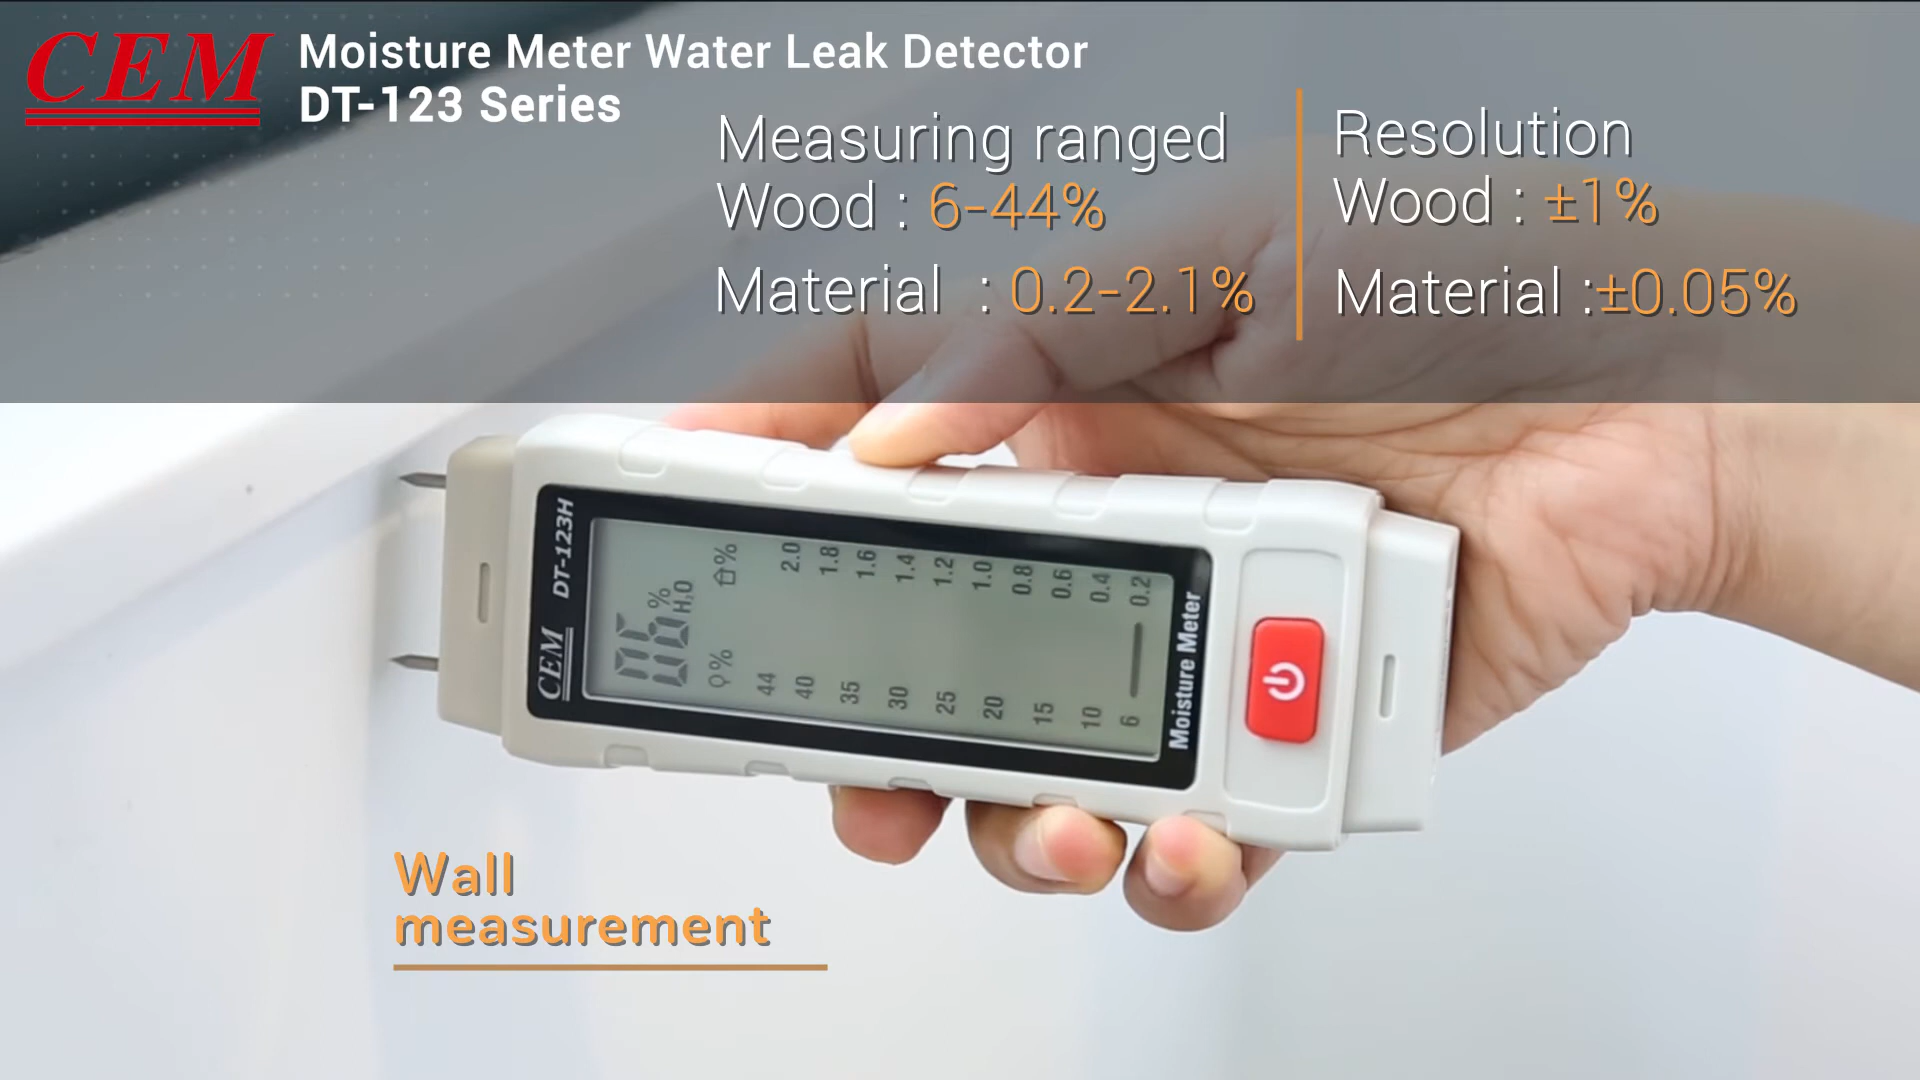 CEM
Moisture Meter Water Leak Detector
DT-123 Series
Measuring ranged
Wood : 6-44%
Material : 0.2-2.1%
Resolution
Wood : ±1%
Material :±0.05%
CEM DT-123H
%
H₂O
% %
44 2.0
40 1.8
35 1.6
30 1.4
25 1.2
20 1.0
15 0.8
10 0.6
6 0.4
0.2
Moisture Meter
Wall
measurement